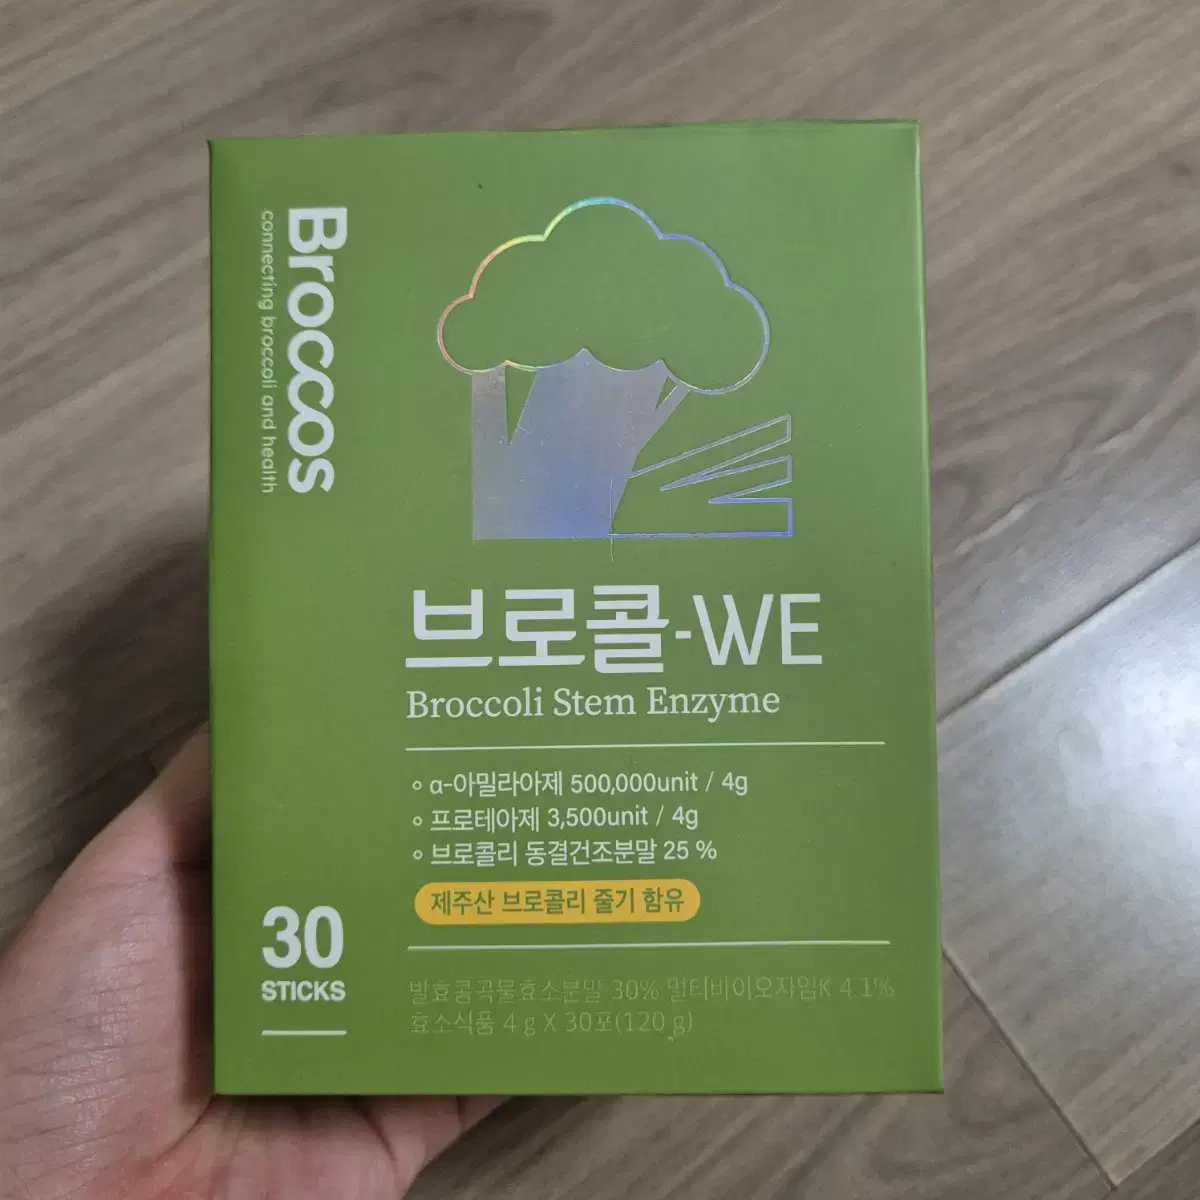 Broccos
connecting broccoli and health
브로콜-WE
Broccoli Stem Enzyme
∘ α-아밀라아제 500,000unit / 4g
∘ 프로테아제 3,500unit / 4g
∘ 브로콜리 동결건조분말 25 %
제주산 브로콜리 줄기 함유
30
STICKS
발효콩곡물효소분말 30% 멀티바이오자임K 4 1%
효소식품 4 g X 30포(120 g)